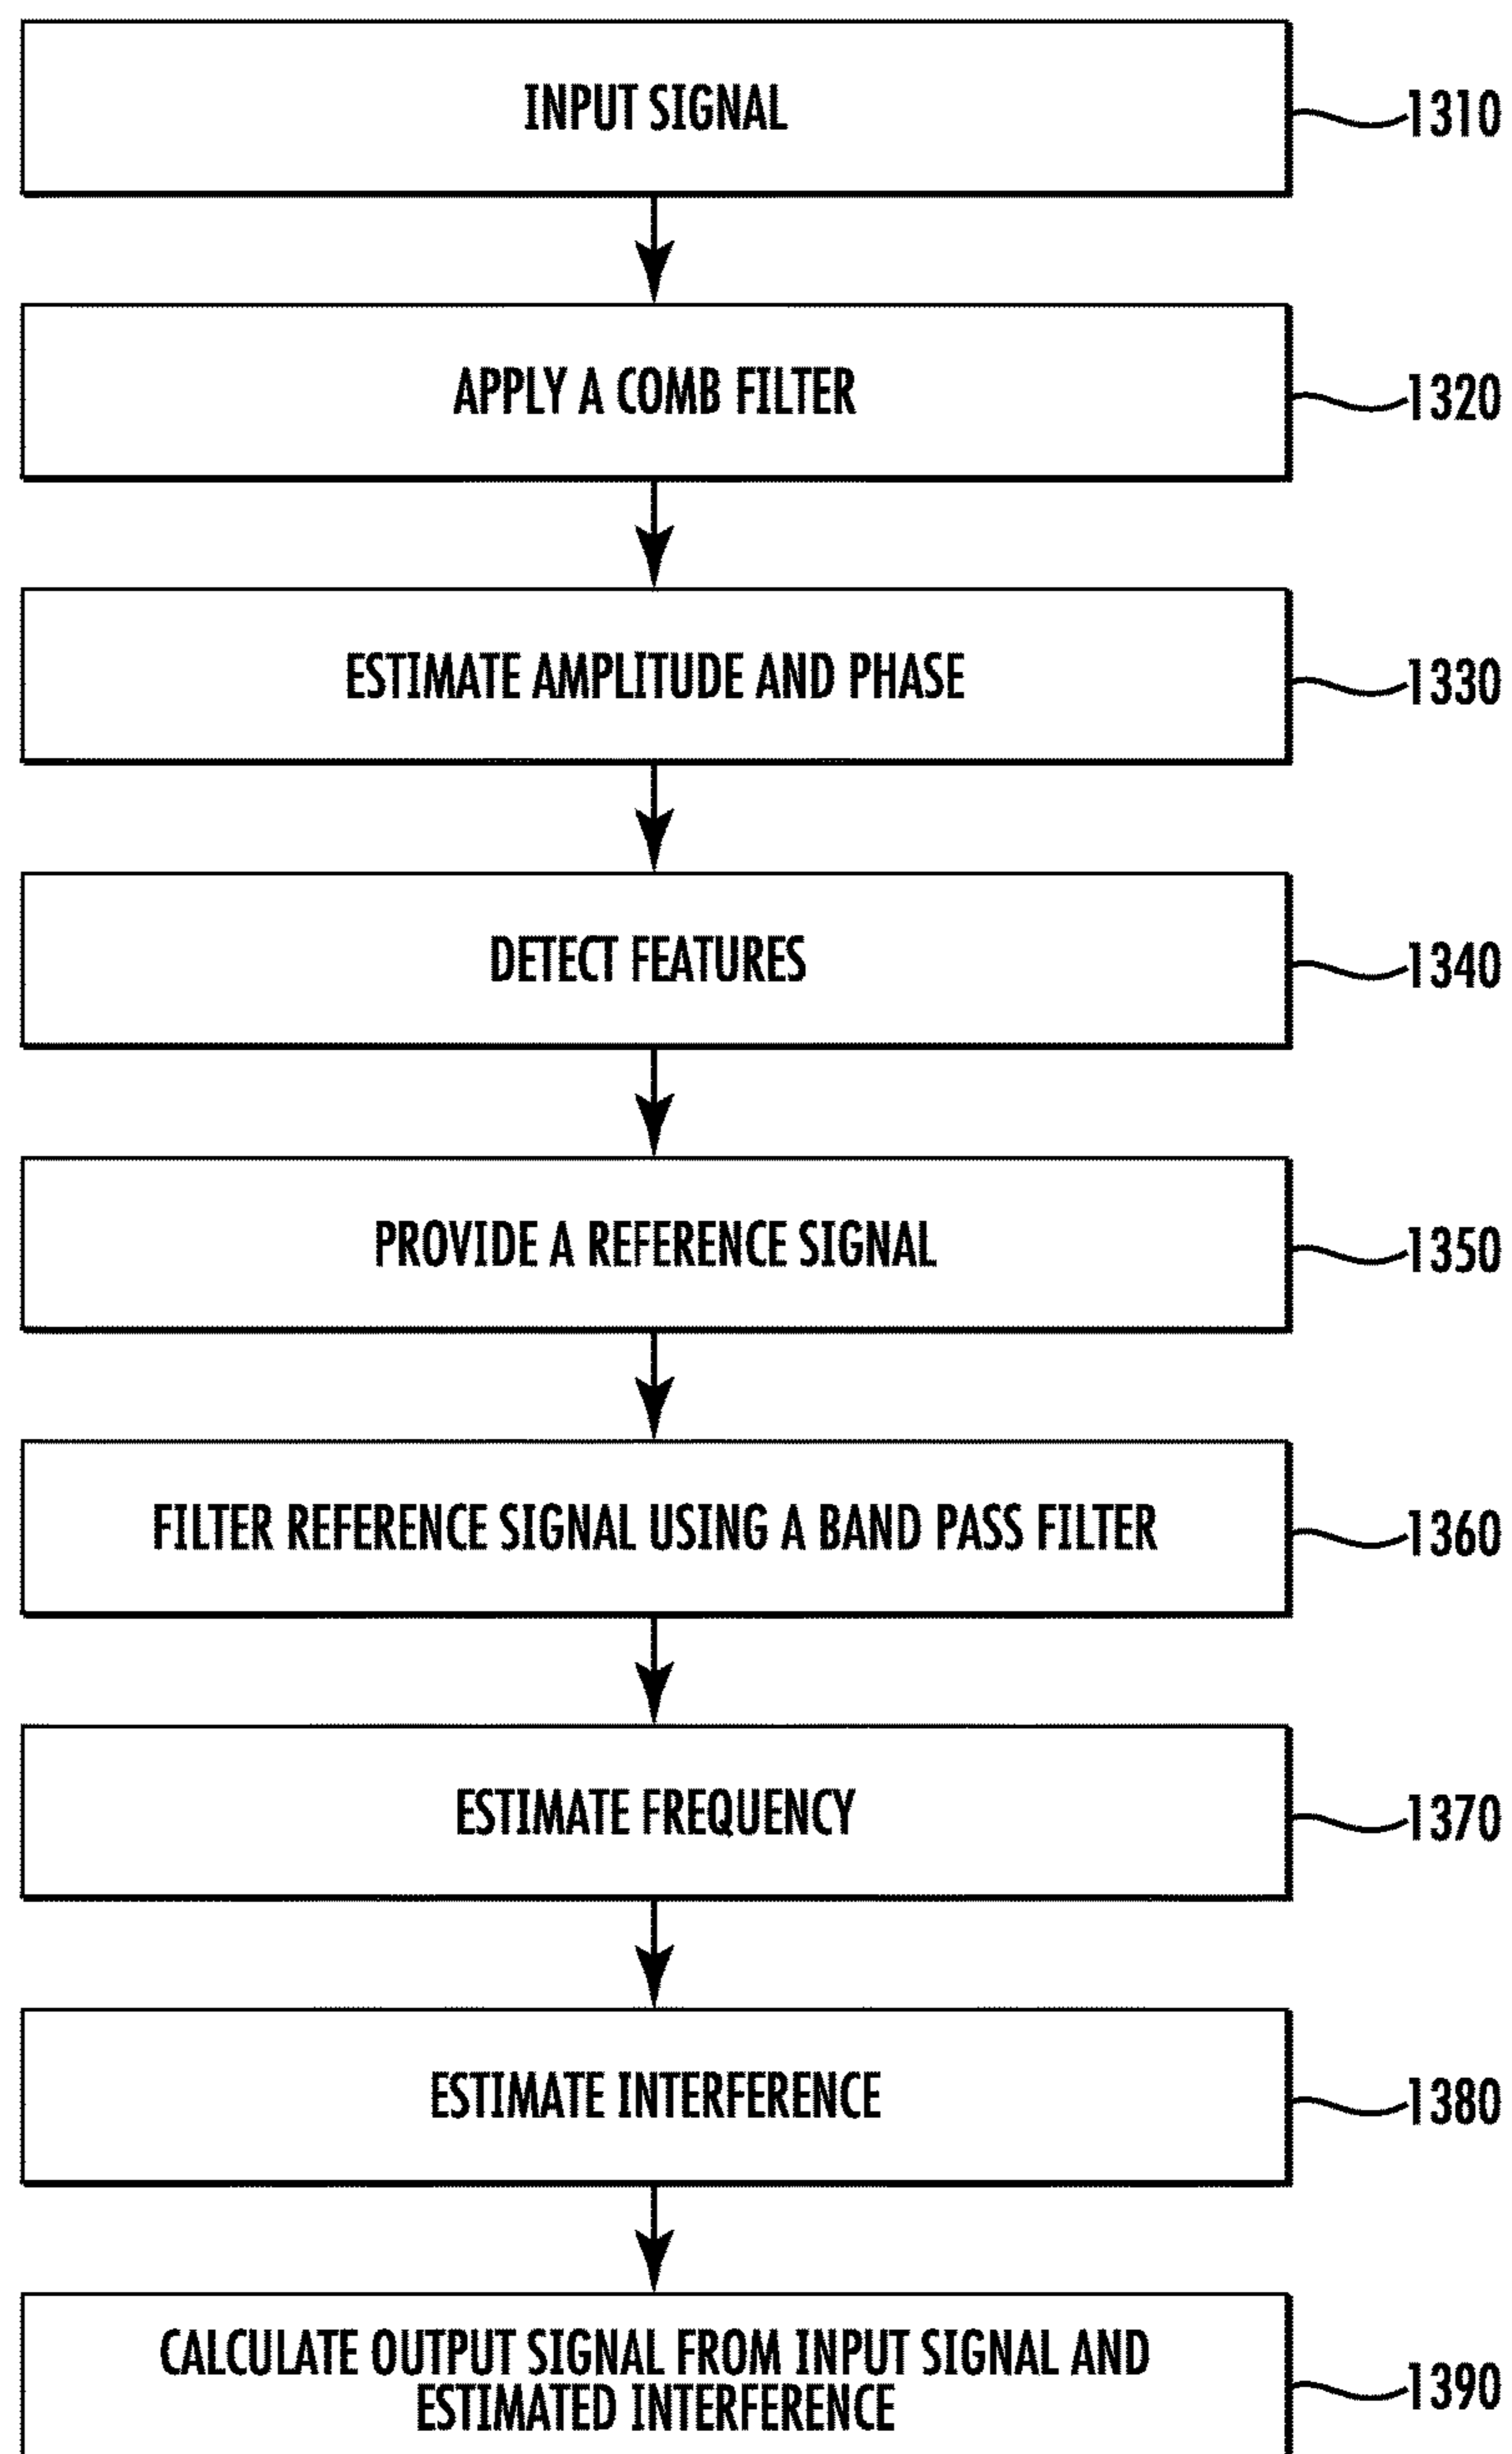 INPUT SIGNAL
1310
APPLY A COMB FILTER
1320
ESTIMATE AMPLITUDE AND PHASE
1330
DETECT FEATURES
1340
PROVIDE A REFERENCE SIGNAL
1350
FILTER REFERENCE SIGNAL USING A BAND PASS FILTER
1360
ESTIMATE FREQUENCY
1370
ESTIMATE INTERFERENCE
1380
CALCULATE OUTPUT SIGNAL FROM INPUT SIGNAL AND
ESTIMATED INTERFERENCE
1390